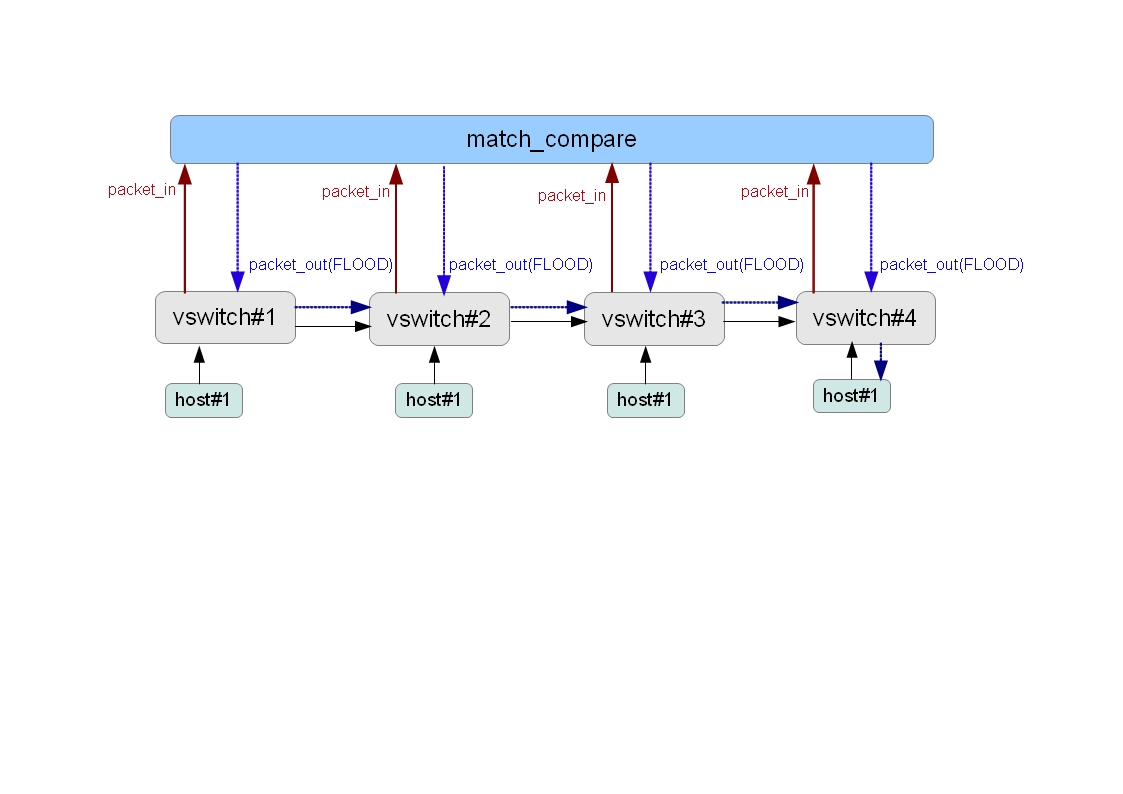 match_compare
packet_in
packet_in
packet_in
packet_in
packet_out(FLOOD)
packet_out(FLOOD)
packet_out(FLOOD)
packet_out(FLOOD)
vswitch#1
vswitch#2
vswitch#3
vswitch#4
host#1
host#1
host#1
host#1